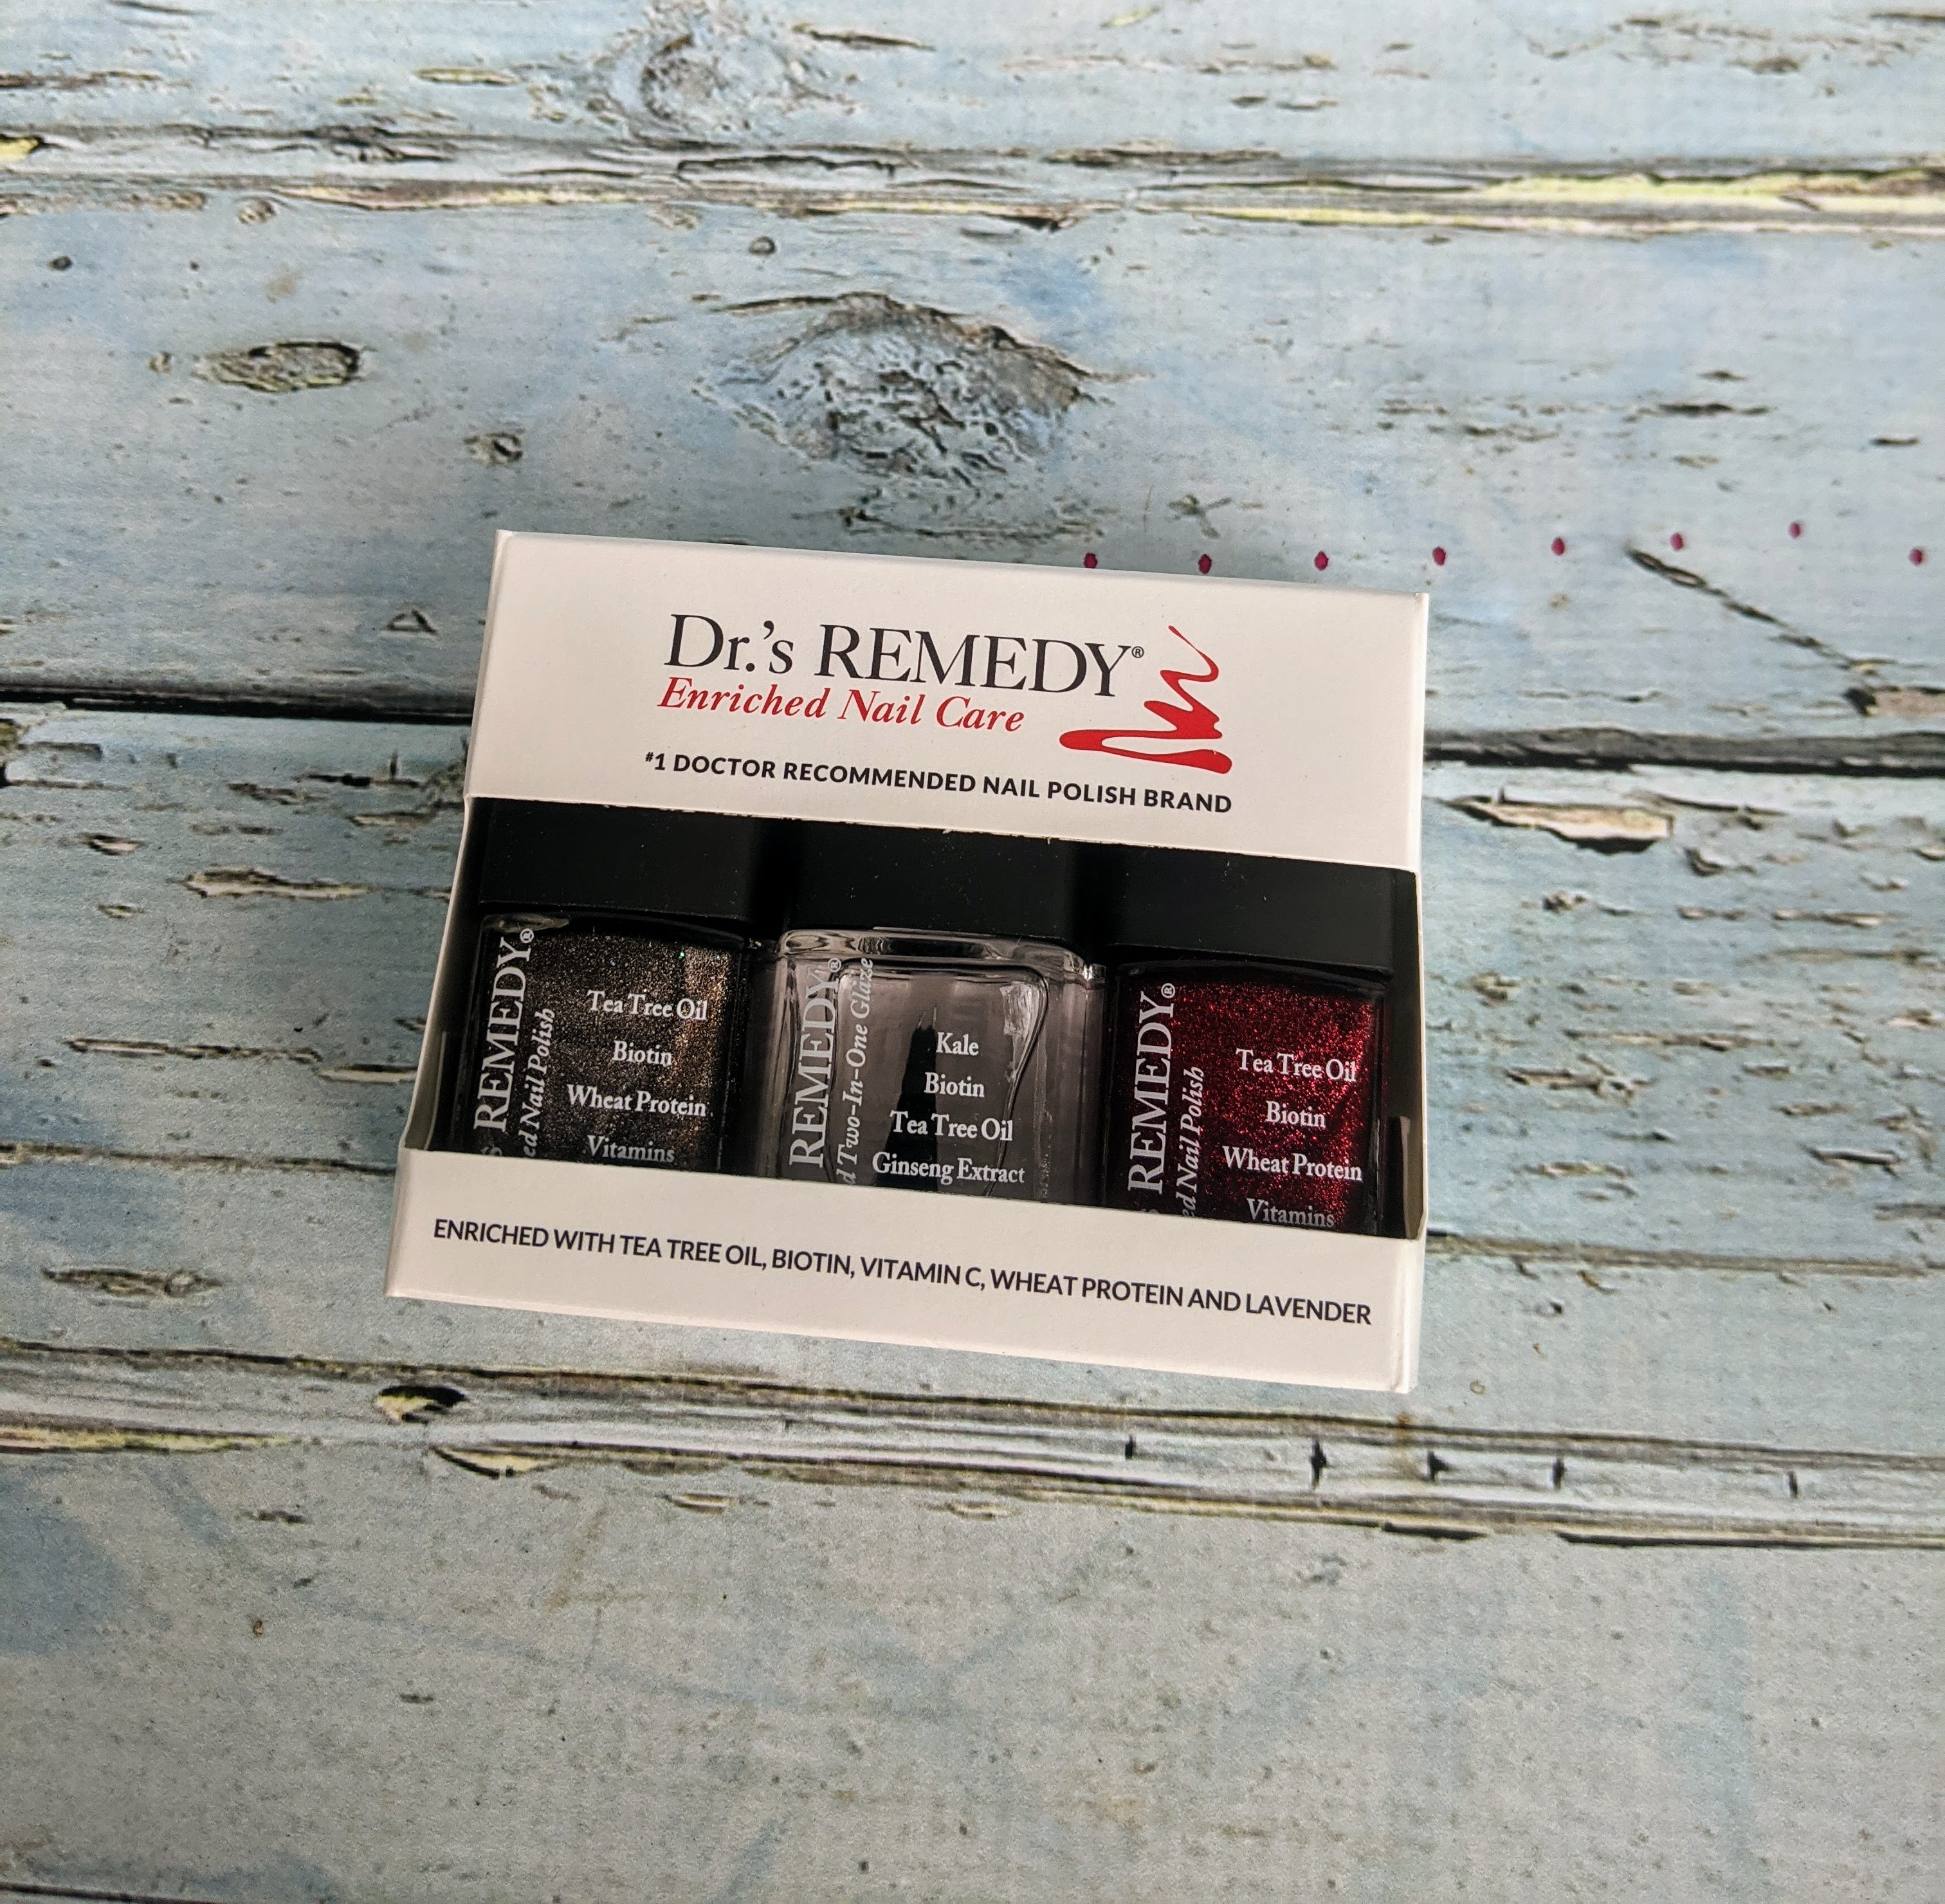 Dr.'s REMEDY®
Enriched Nail Care
#1 DOCTOR RECOMMENDED NAIL POLISH BRAND
REMEDY®
Nail Polish
Tea Tree Oil
Biotin
Wheat Protein
Vitamins
REMEDY®
Two-In-One Glaze
Kale
Biotin
Tea Tree Oil
Ginseng Extract
REMEDY®
Nail Polish
Tea Tree Oil
Biotin
Wheat Protein
Vitamins
ENRICHED WITH TEA TREE OIL, BIOTIN, VITAMIN C, WHEAT PROTEIN AND LAVENDER